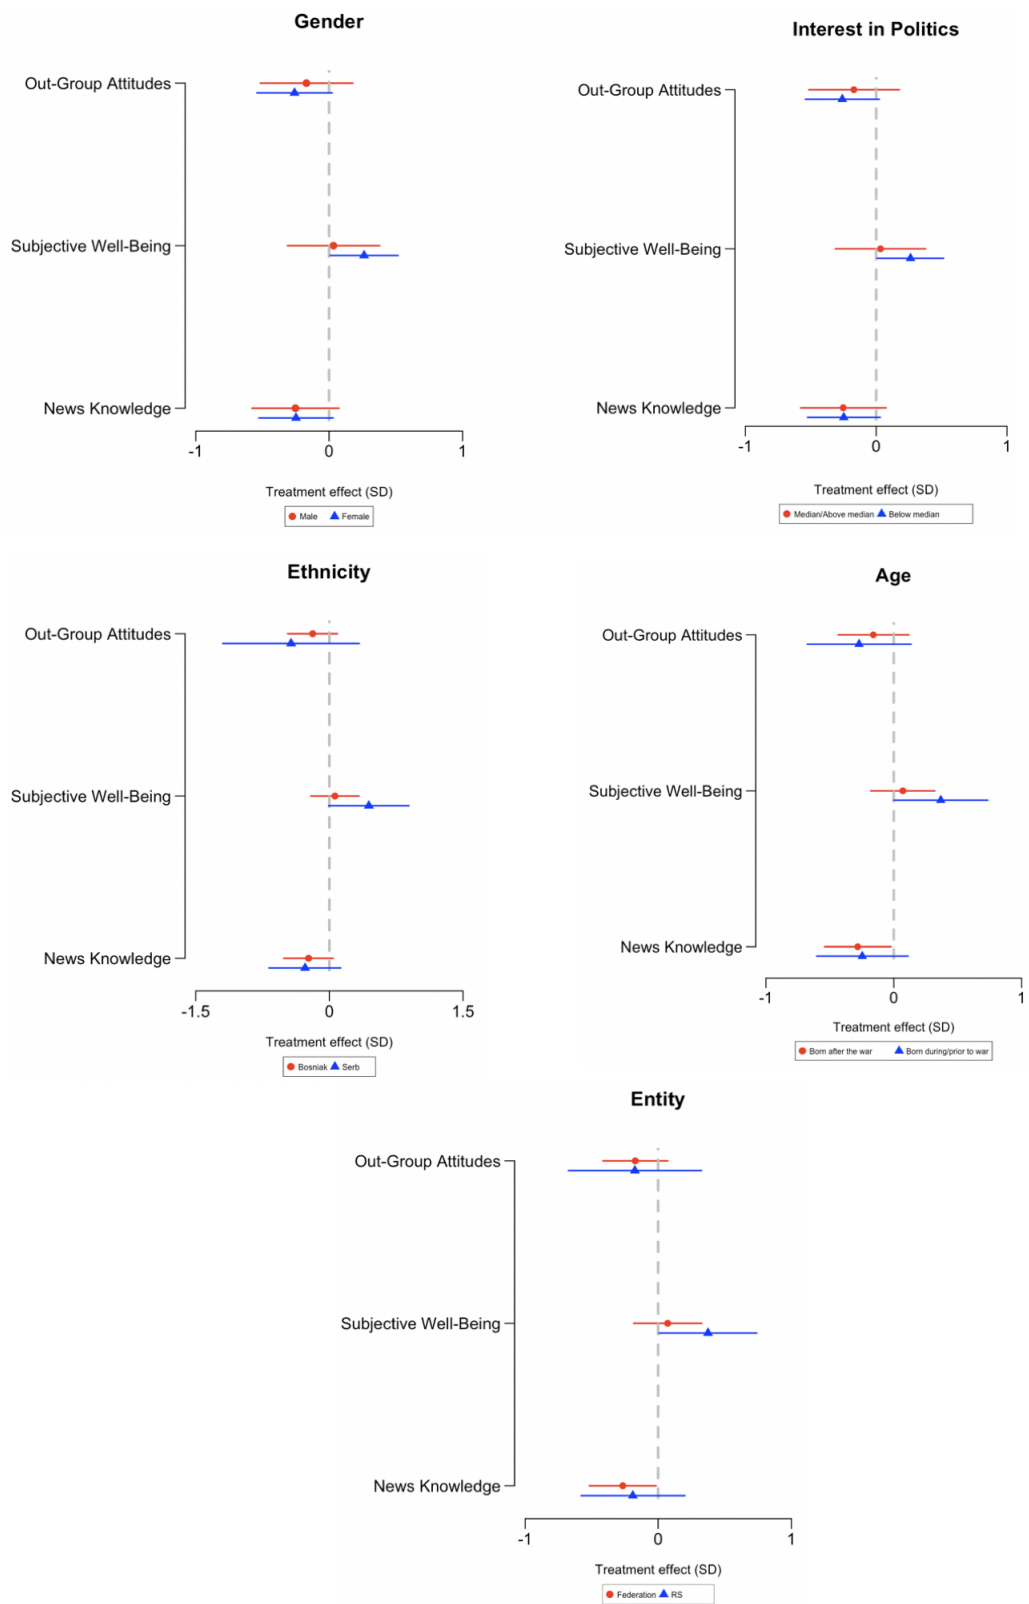 Gender
Out-Group Attitudes
Subjective Well-Being
News Knowledge
-1 0 1
Treatment effect (SD)
Male Female
Interest in Politics
Out-Group Attitudes
Subjective Well-Being
News Knowledge
-1 0 1
Treatment effect (SD)
Median/Above median Below median
Ethnicity
Out-Group Attitudes
Subjective Well-Being
News Knowledge
-1.5 0 1.5
Treatment effect (SD)
Bosniak Serb
Age
Out-Group Attitudes
Subjective Well-Being
News Knowledge
-1 0 1
Treatment effect (SD)
Born after the war Born during/prior to war
Entity
Out-Group Attitudes
Subjective Well-Being
News Knowledge
-1 0 1
Treatment effect (SD)
Federation RS